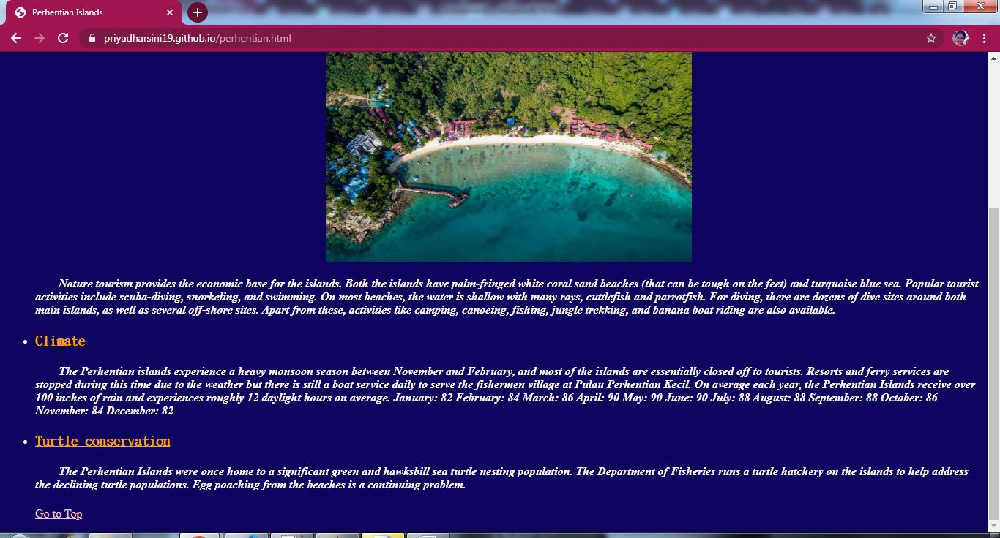 Perhentian Islands
priyadharsini19.github.io/perhentian.html
Nature tourism provides the economic base for the islands. Both the islands have palm-fringed white coral sand beaches (that can be tough on the feet) and turquoise blue sea. Popular tourist
activities include scuba-diving, snorkeling, and swimming. On most beaches, the water is shallow with many rays, cuttlefish and parrotfish. For diving, there are dozens of dive sites around both
main islands, as well as several off-shore sites. Apart from these, activities like camping, canoeing, fishing, jungle trekking, and banana boat riding are also available.
Climate
The Perhentian islands experience a heavy monsoon season between November and February, and most of the islands are essentially closed off to tourists. Resorts and ferry services are
stopped during this time due to the weather but there is still a boat service daily to serve the fishermen village at Pulau Perhentian Kecil. On average each year, the Perhentian Islands receive over
100 inches of rain and experiences roughly 12 daylight hours on average. January: 82 February: 84 March: 86 April: 90 May: 90 June: 90 July: 88 August: 88 September: 88 October: 86
November: 84 December: 82
Turtle conservation
The Perhentian Islands were once home to a significant green and hawksbill sea turtle nesting population. The Department of Fisheries runs a turtle hatchery on the islands to help address
the declining turtle populations. Egg poaching from the beaches is a continuing problem.
Go to Top